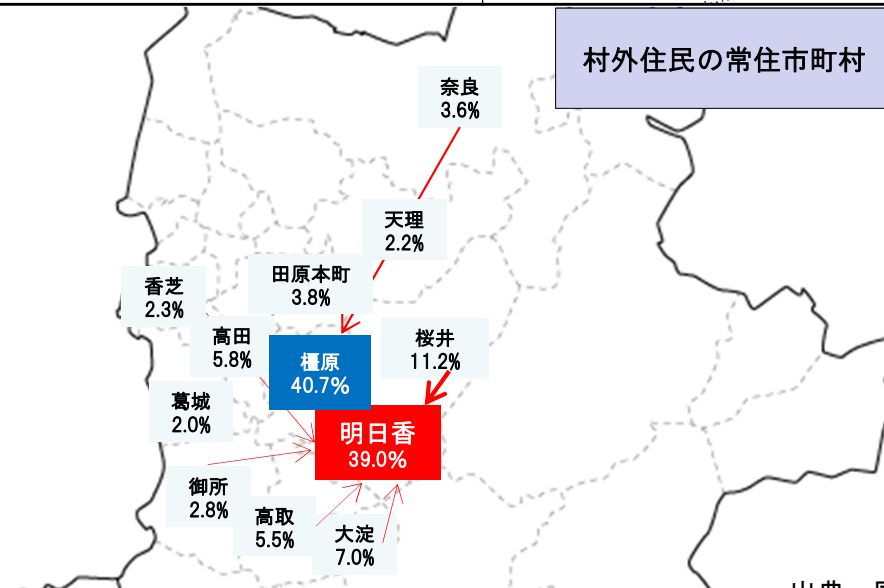 村外住民の常住市町村
奈良
3.6%
天理
2.2%
田原本町
3.8%
香芝
2.3%
高田
5.8%
橿原
40.7%
桜井
11.2%
葛城
2.0%
明日香
39.0%
御所
2.8%
高取
5.5%
大淀
7.0%